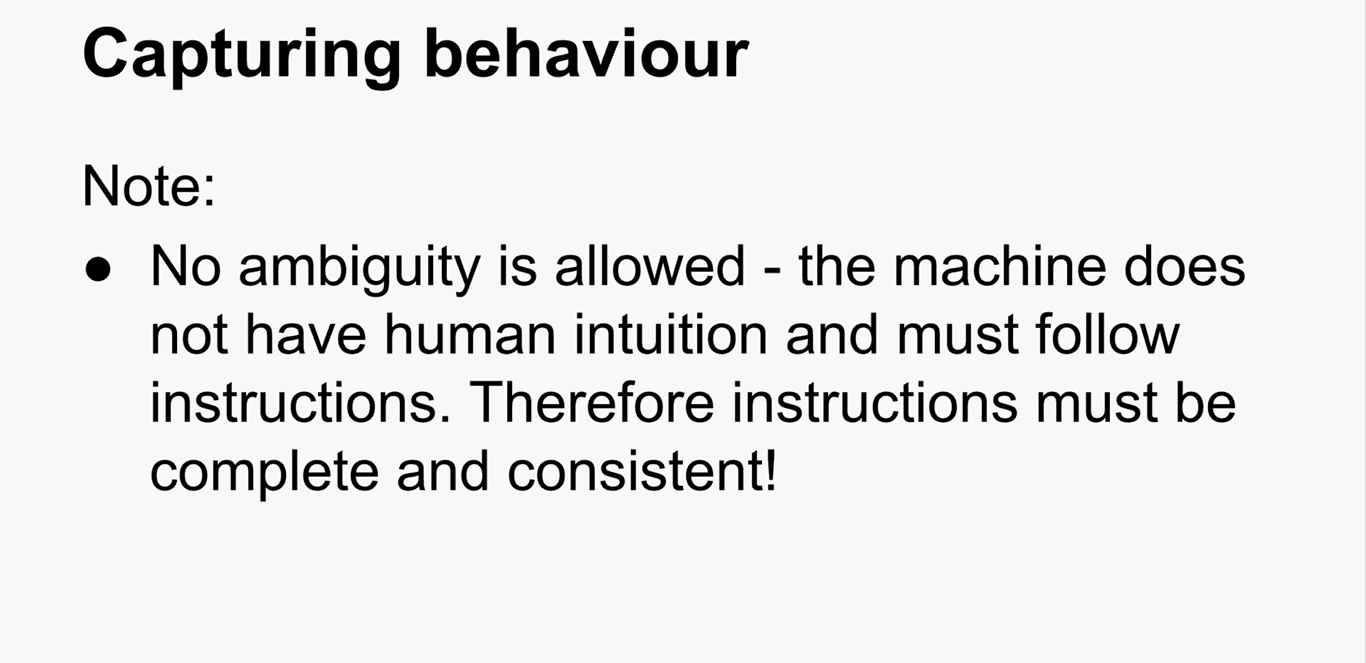 Capturing behaviour
Note:
● No ambiguity is allowed - the machine does
not have human intuition and must follow
instructions. Therefore instructions must be
complete and consistent!